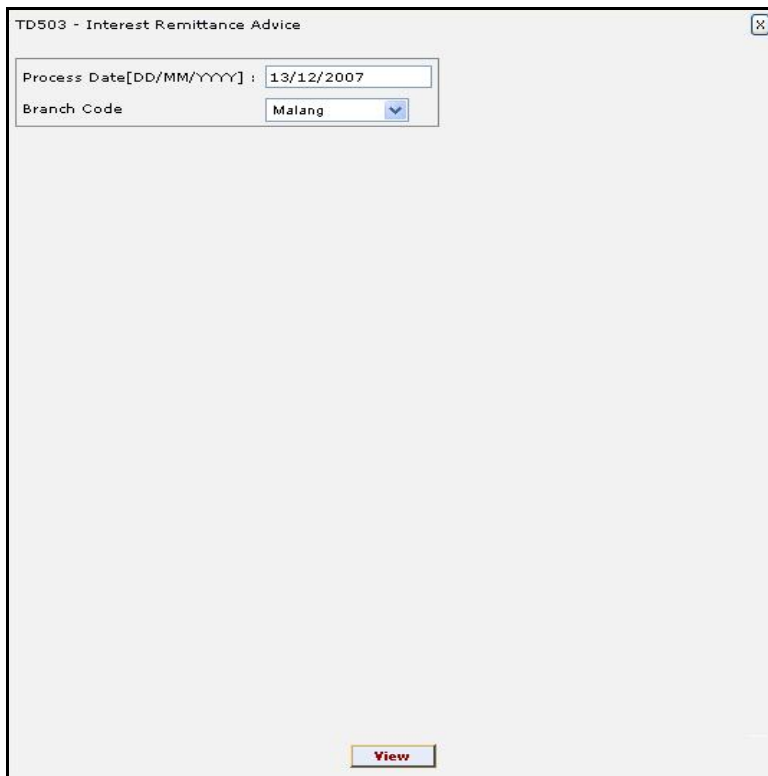 TD503 - Interest Remittance Advice X
Process Date[DD/MM/YYYY] : 13/12/2007
Branch Code Malang
View